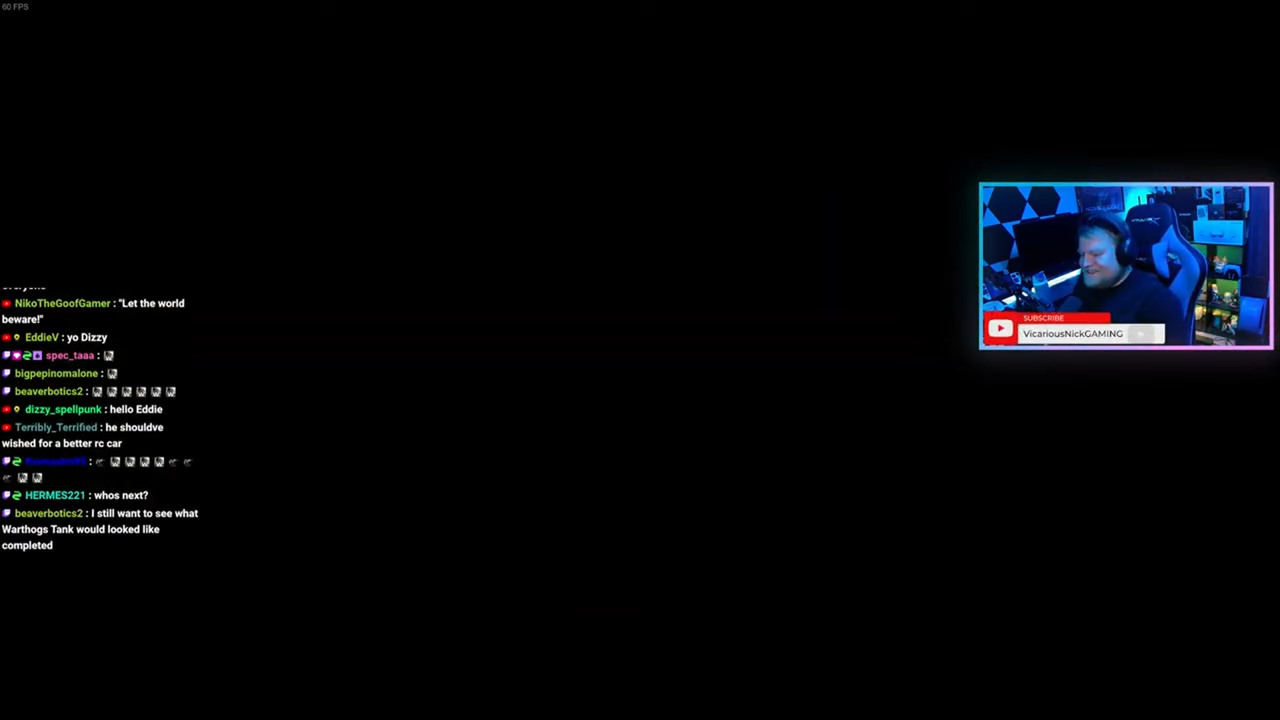 60 FPS
everyone
NikoTheGoofGamer : "Let the world
beware!"
EddieV : yo Dizzy
spec_taaa :
bigpepinomalone :
beaverbotics2 :
dizzy_spellpunk : hello Eddie
Terribly_Terrified : he shouldve
wished for a better rc car
:
HERMES221 : whos next?
beaverbotics2 : I still want to see what
Warthogs Tank would looked like
completed
SUBSCRIBE
VicariousNickGAMING